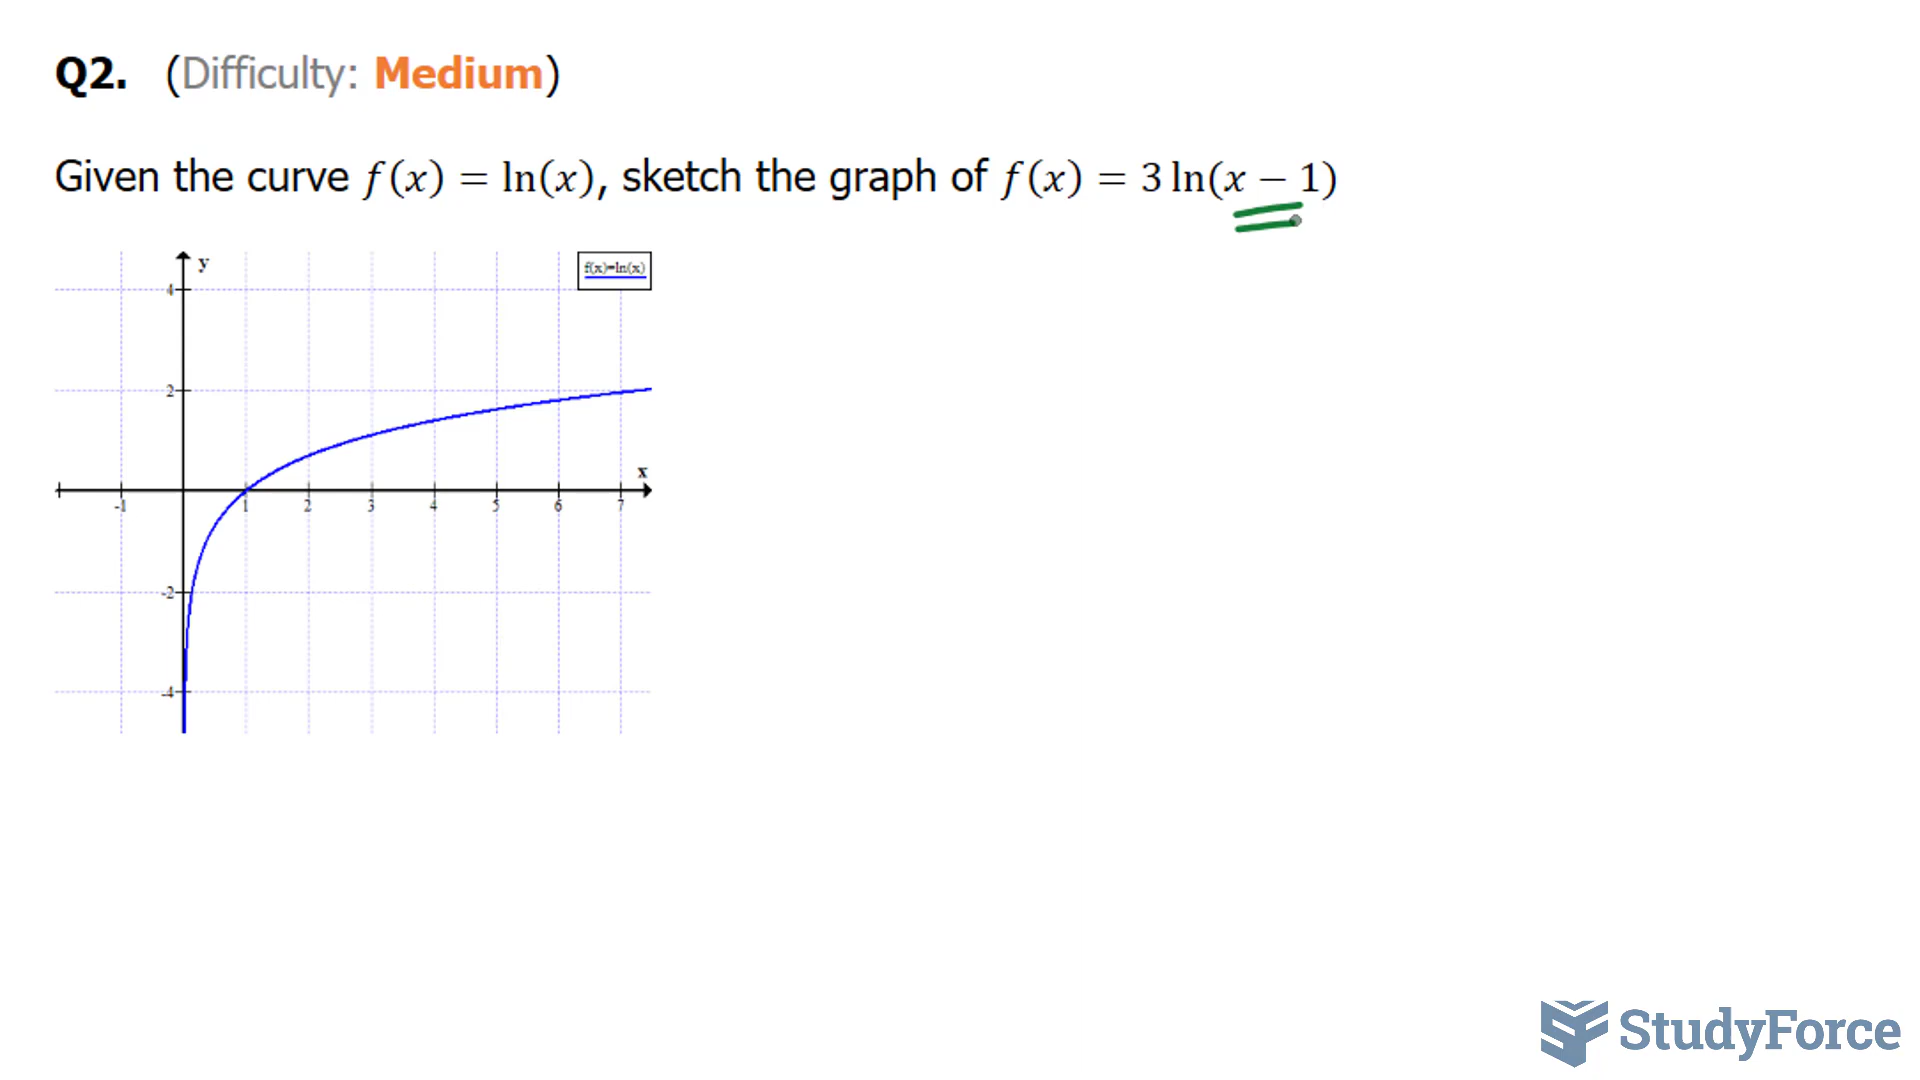 Q2. (Difficulty: Medium)
Given the curve f(x) = ln(x), sketch the graph of f(x) = 3 ln(x − 1)
y
f(x)=ln(x)
4
2
x
-1 1 2 3 4 5 6 7
-2
-4
StudyForce